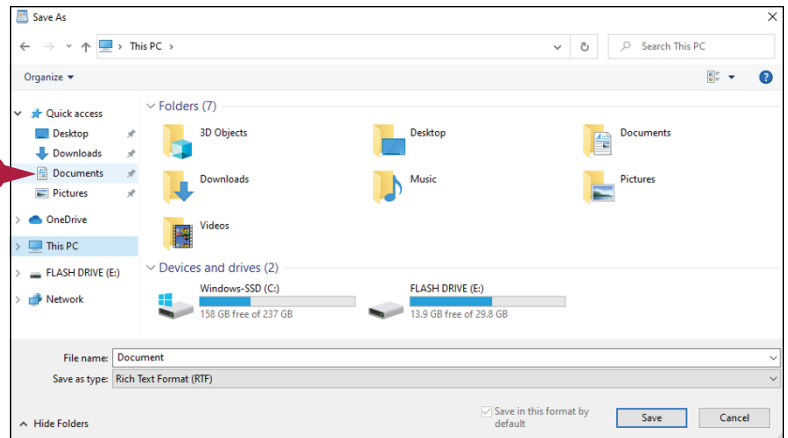 Save As
This PC
Search This PC
Organize
Quick access
Desktop
Downloads
Documents
Pictures
OneDrive
This PC
FLASH DRIVE (E:)
Network
Folders (7)
3D Objects
Desktop
Documents
Downloads
Music
Pictures
Videos
Devices and drives (2)
Windows-SSD (C:)
158 GB free of 237 GB
FLASH DRIVE (E:)
13.9 GB free of 29.8 GB
File name: Document
Save as type: Rich Text Format (RTF)
Hide Folders
Save in this format by
default
Save
Cancel